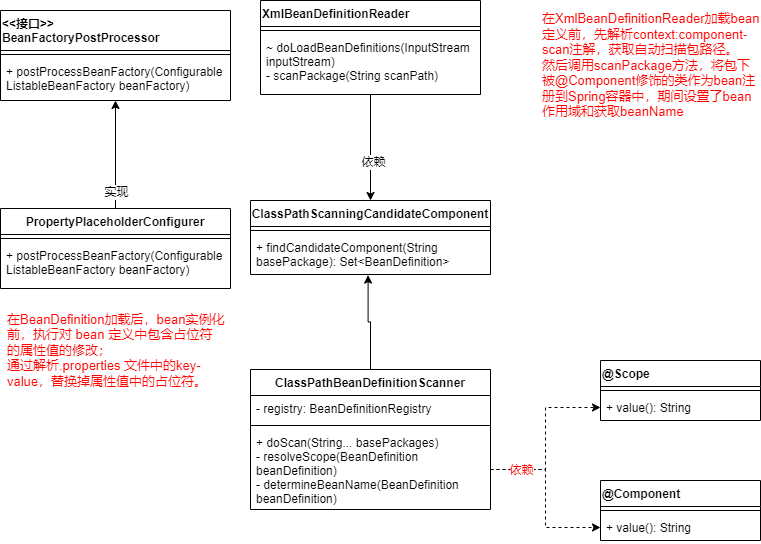 <<接口>>
BeanFactoryPostProcessor
+ postProcessBeanFactory(Configurable
ListableBeanFactory beanFactory)
实现
PropertyPlaceholderConfigurer
+ postProcessBeanFactory(Configurable
ListableBeanFactory beanFactory)
在BeanDefinition加载后，bean实例化
前，执行对 bean 定义中包含占位符
的属性值的修改；
通过解析.properties 文件中的key-
value，替换掉属性值中的占位符。
XmlBeanDefinitionReader
~ doLoadBeanDefinitions(InputStream
inputStream)
- scanPackage(String scanPath)
依赖
ClassPathScanningCandidateComponent
+ findCandidateComponent(String
basePackage): Set<BeanDefinition>
ClassPathBeanDefinitionScanner
- registry: BeanDefinitionRegistry
+ doScan(String... basePackages)
- resolveScope(BeanDefinition
beanDefinition)
- determineBeanName(BeanDefinition
beanDefinition)
依赖
在XmlBeanDefinitionReader加载bean
定义前，先解析context:component-
scan注解，获取自动扫描包路径。
然后调用scanPackage方法，将包下
被@Component修饰的类作为bean注
册到Spring容器中，期间设置了bean
作用域和获取beanName
@Scope
+ value(): String
@Component
+ value(): String